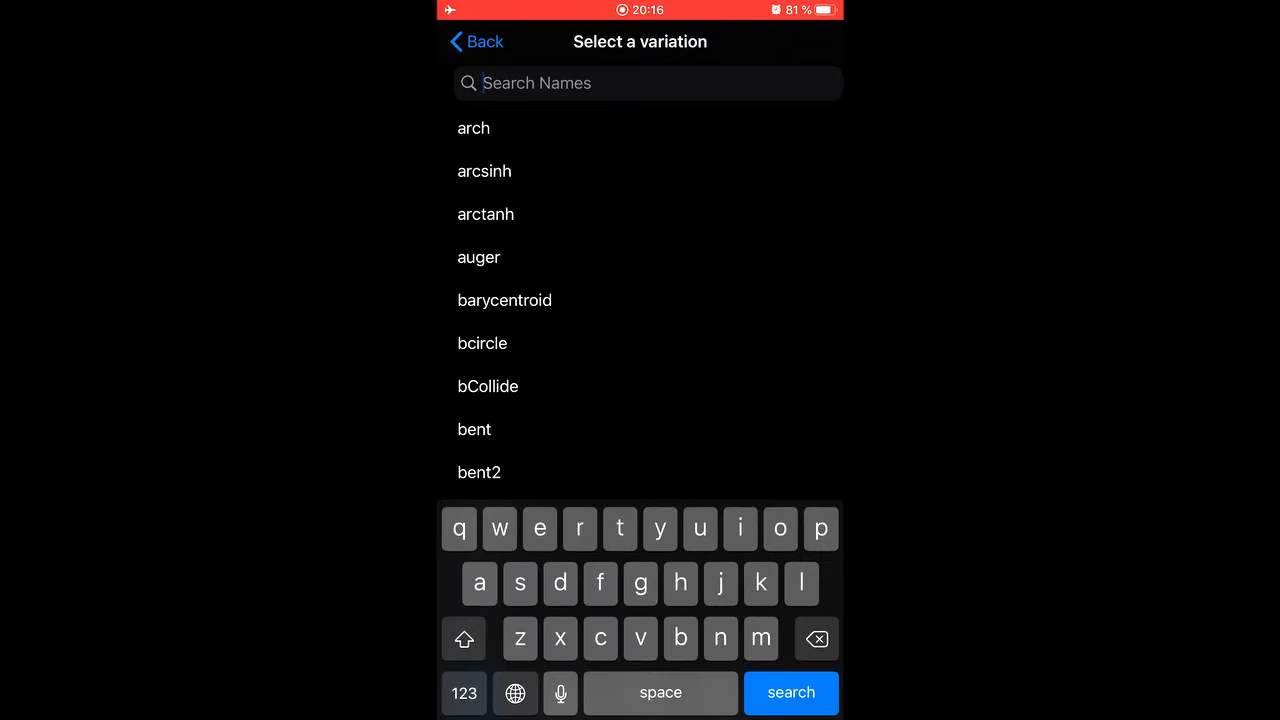 20:16 81 %
Back Select a variation
Search Names
arch
arcsinh
arctanh
auger
barycentroid
bcircle
bCollide
bent
bent2
q w e r t y u i o p
a s d f g h j k l
z x c v b n m
123 space search